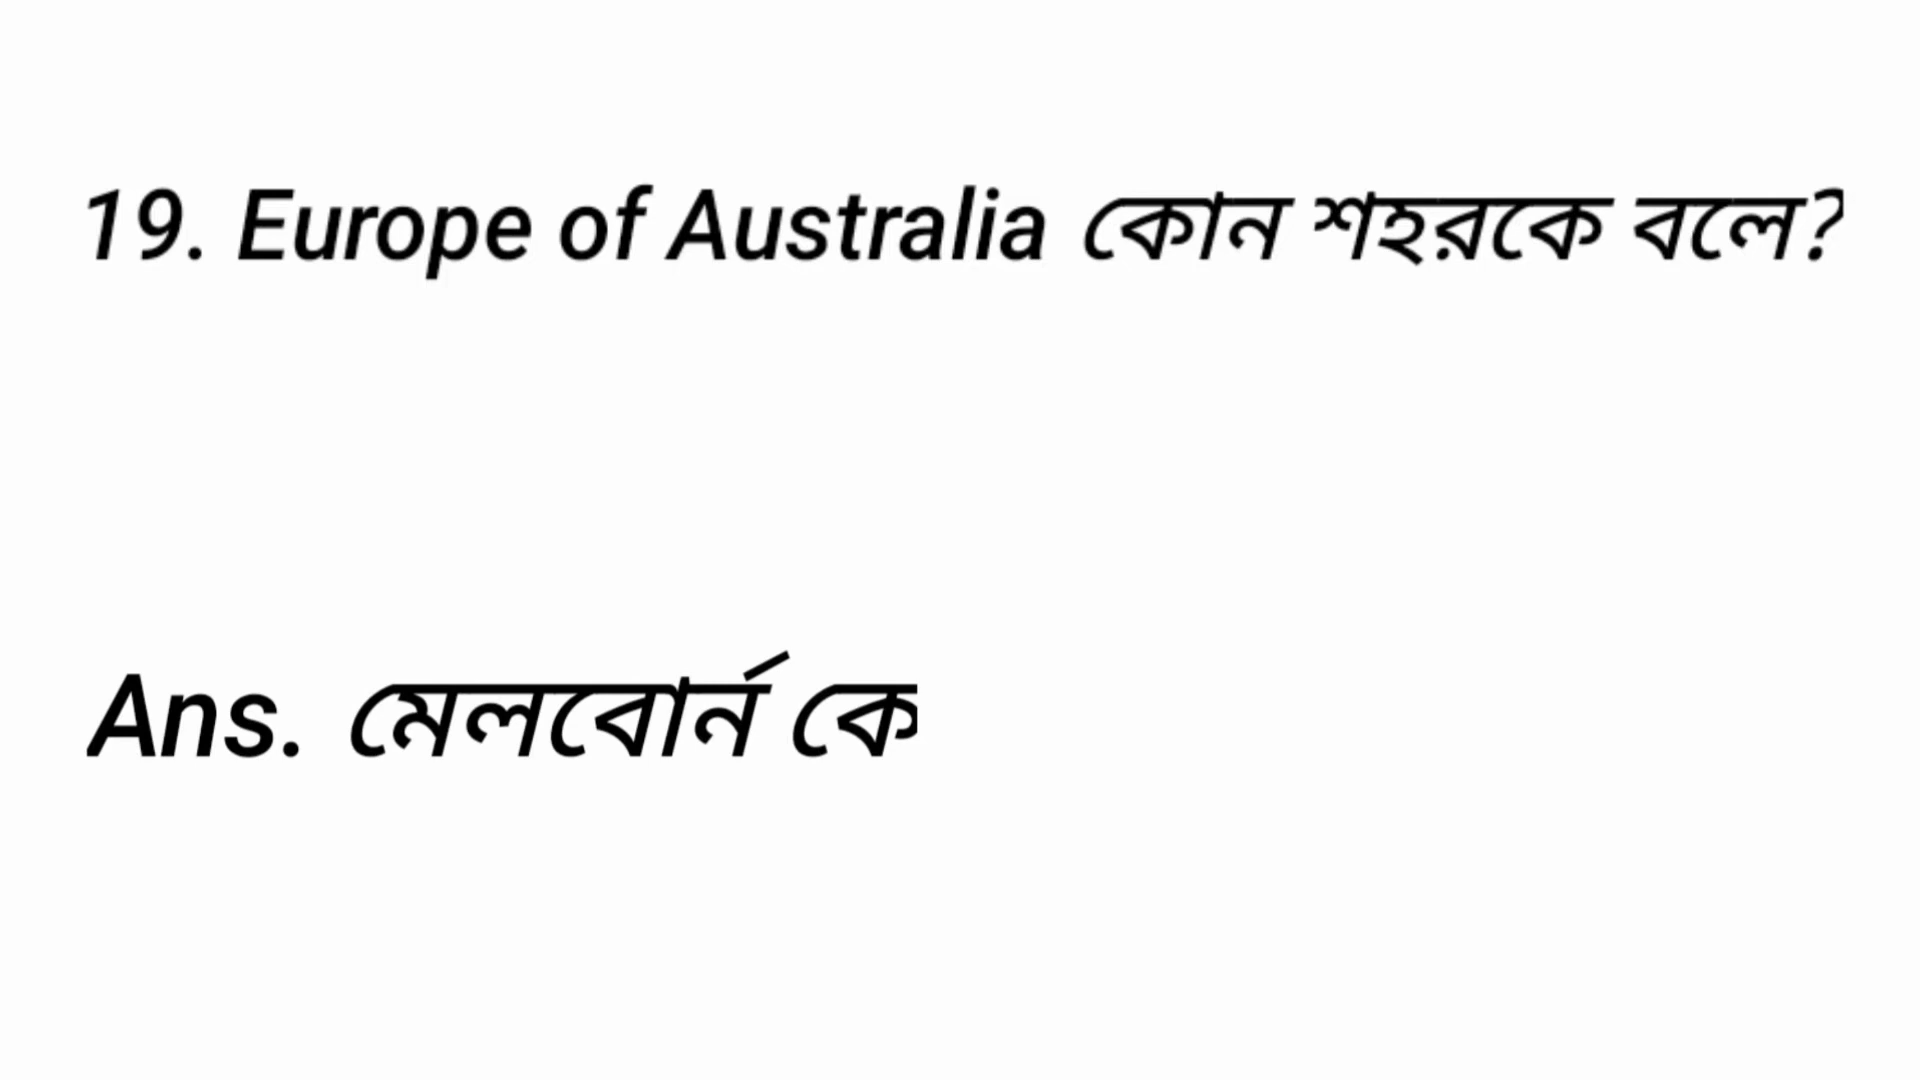 19. Europe of Australia কোন শহরকে বলে?
Ans. মেলবোর্ন কে